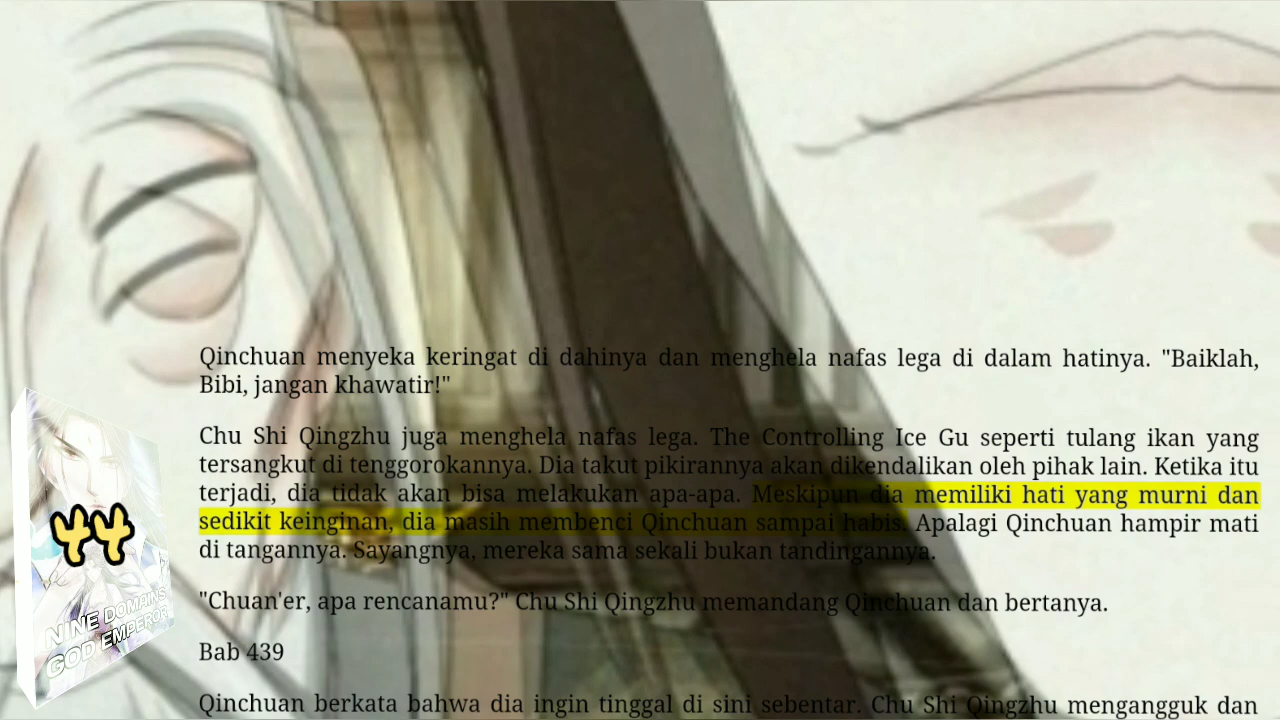 Qinchuan menyeka keringat di dahinya dan menghela nafas lega di dalam hatinya. "Baiklah,
Bibi, jangan khawatir!"
Chu Shi Qingzhu juga menghela nafas lega. The Controlling Ice Gu seperti tulang ikan yang
tersangkut di tenggorokannya. Dia takut pikirannya akan dikendalikan oleh pihak lain. Ketika itu
terjadi, dia tidak akan bisa melakukan apa-apa. Meskipun dia memiliki hati yang murni dan
sedikit keinginan, dia masih membenci Qinchuan sampai habis. Apalagi Qinchuan hampir mati
di tangannya. Sayangnya, mereka sama sekali bukan tandingannya.
"Chuan'er, apa rencanamu?" Chu Shi Qingzhu memandang Qinchuan dan bertanya.
Bab 439
Qinchuan berkata bahwa dia ingin tinggal di sini sebentar. Chu Shi Qingzhu mengangguk dan
44
NINE DOMAINS
GOD EMPEROR